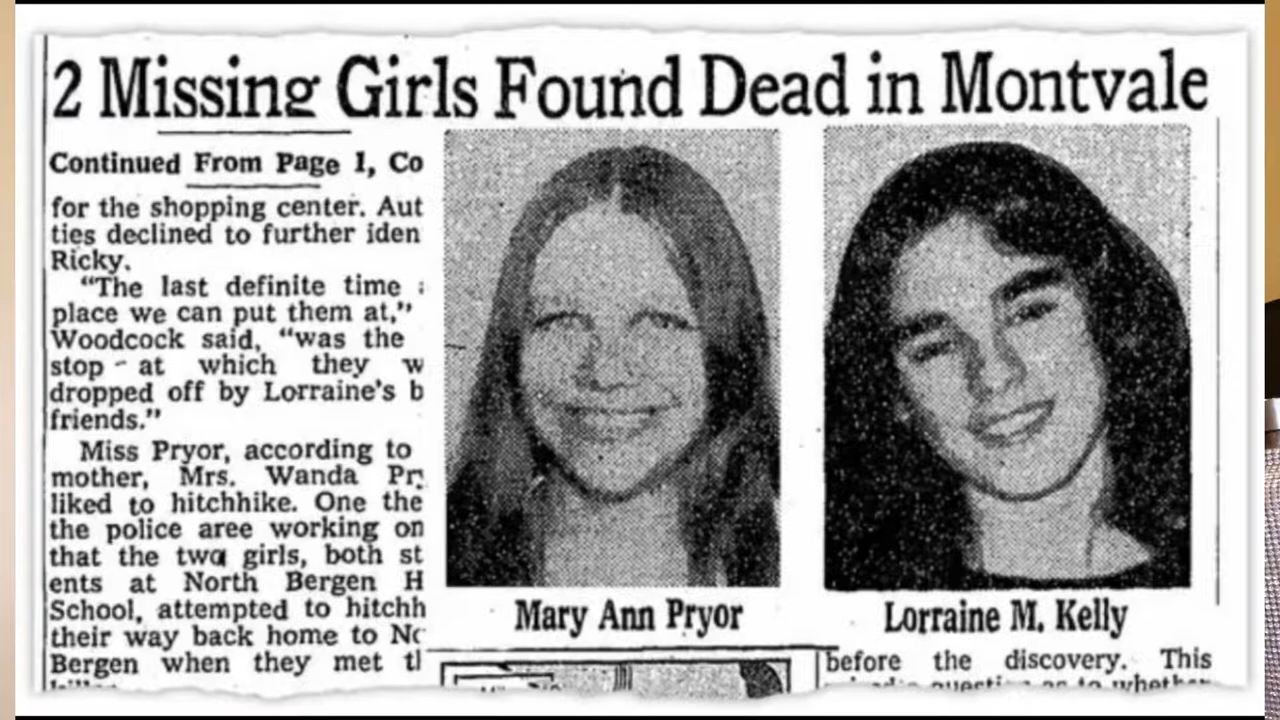 2 Missing Girls Found Dead in Montvale
Continued From Page 1, Co
for the shopping center. Aut
ties declined to further iden
Ricky.
“The last definite time
place we can put them at,”
Woodcock said, “was the
stop - at which they w
dropped off by Lorraine’s b
friends.”
Miss Pryor, according to
mother, Mrs. Wanda Pr
liked to hitchhike. One the
the police aree working on
that the two girls, both st
ents at North Bergen H
School, attempted to hitchh
their way back home to No
Bergen when they met tl
Mary Ann Pryor
Lorraine M. Kelly
before the discovery. This
question as to whether